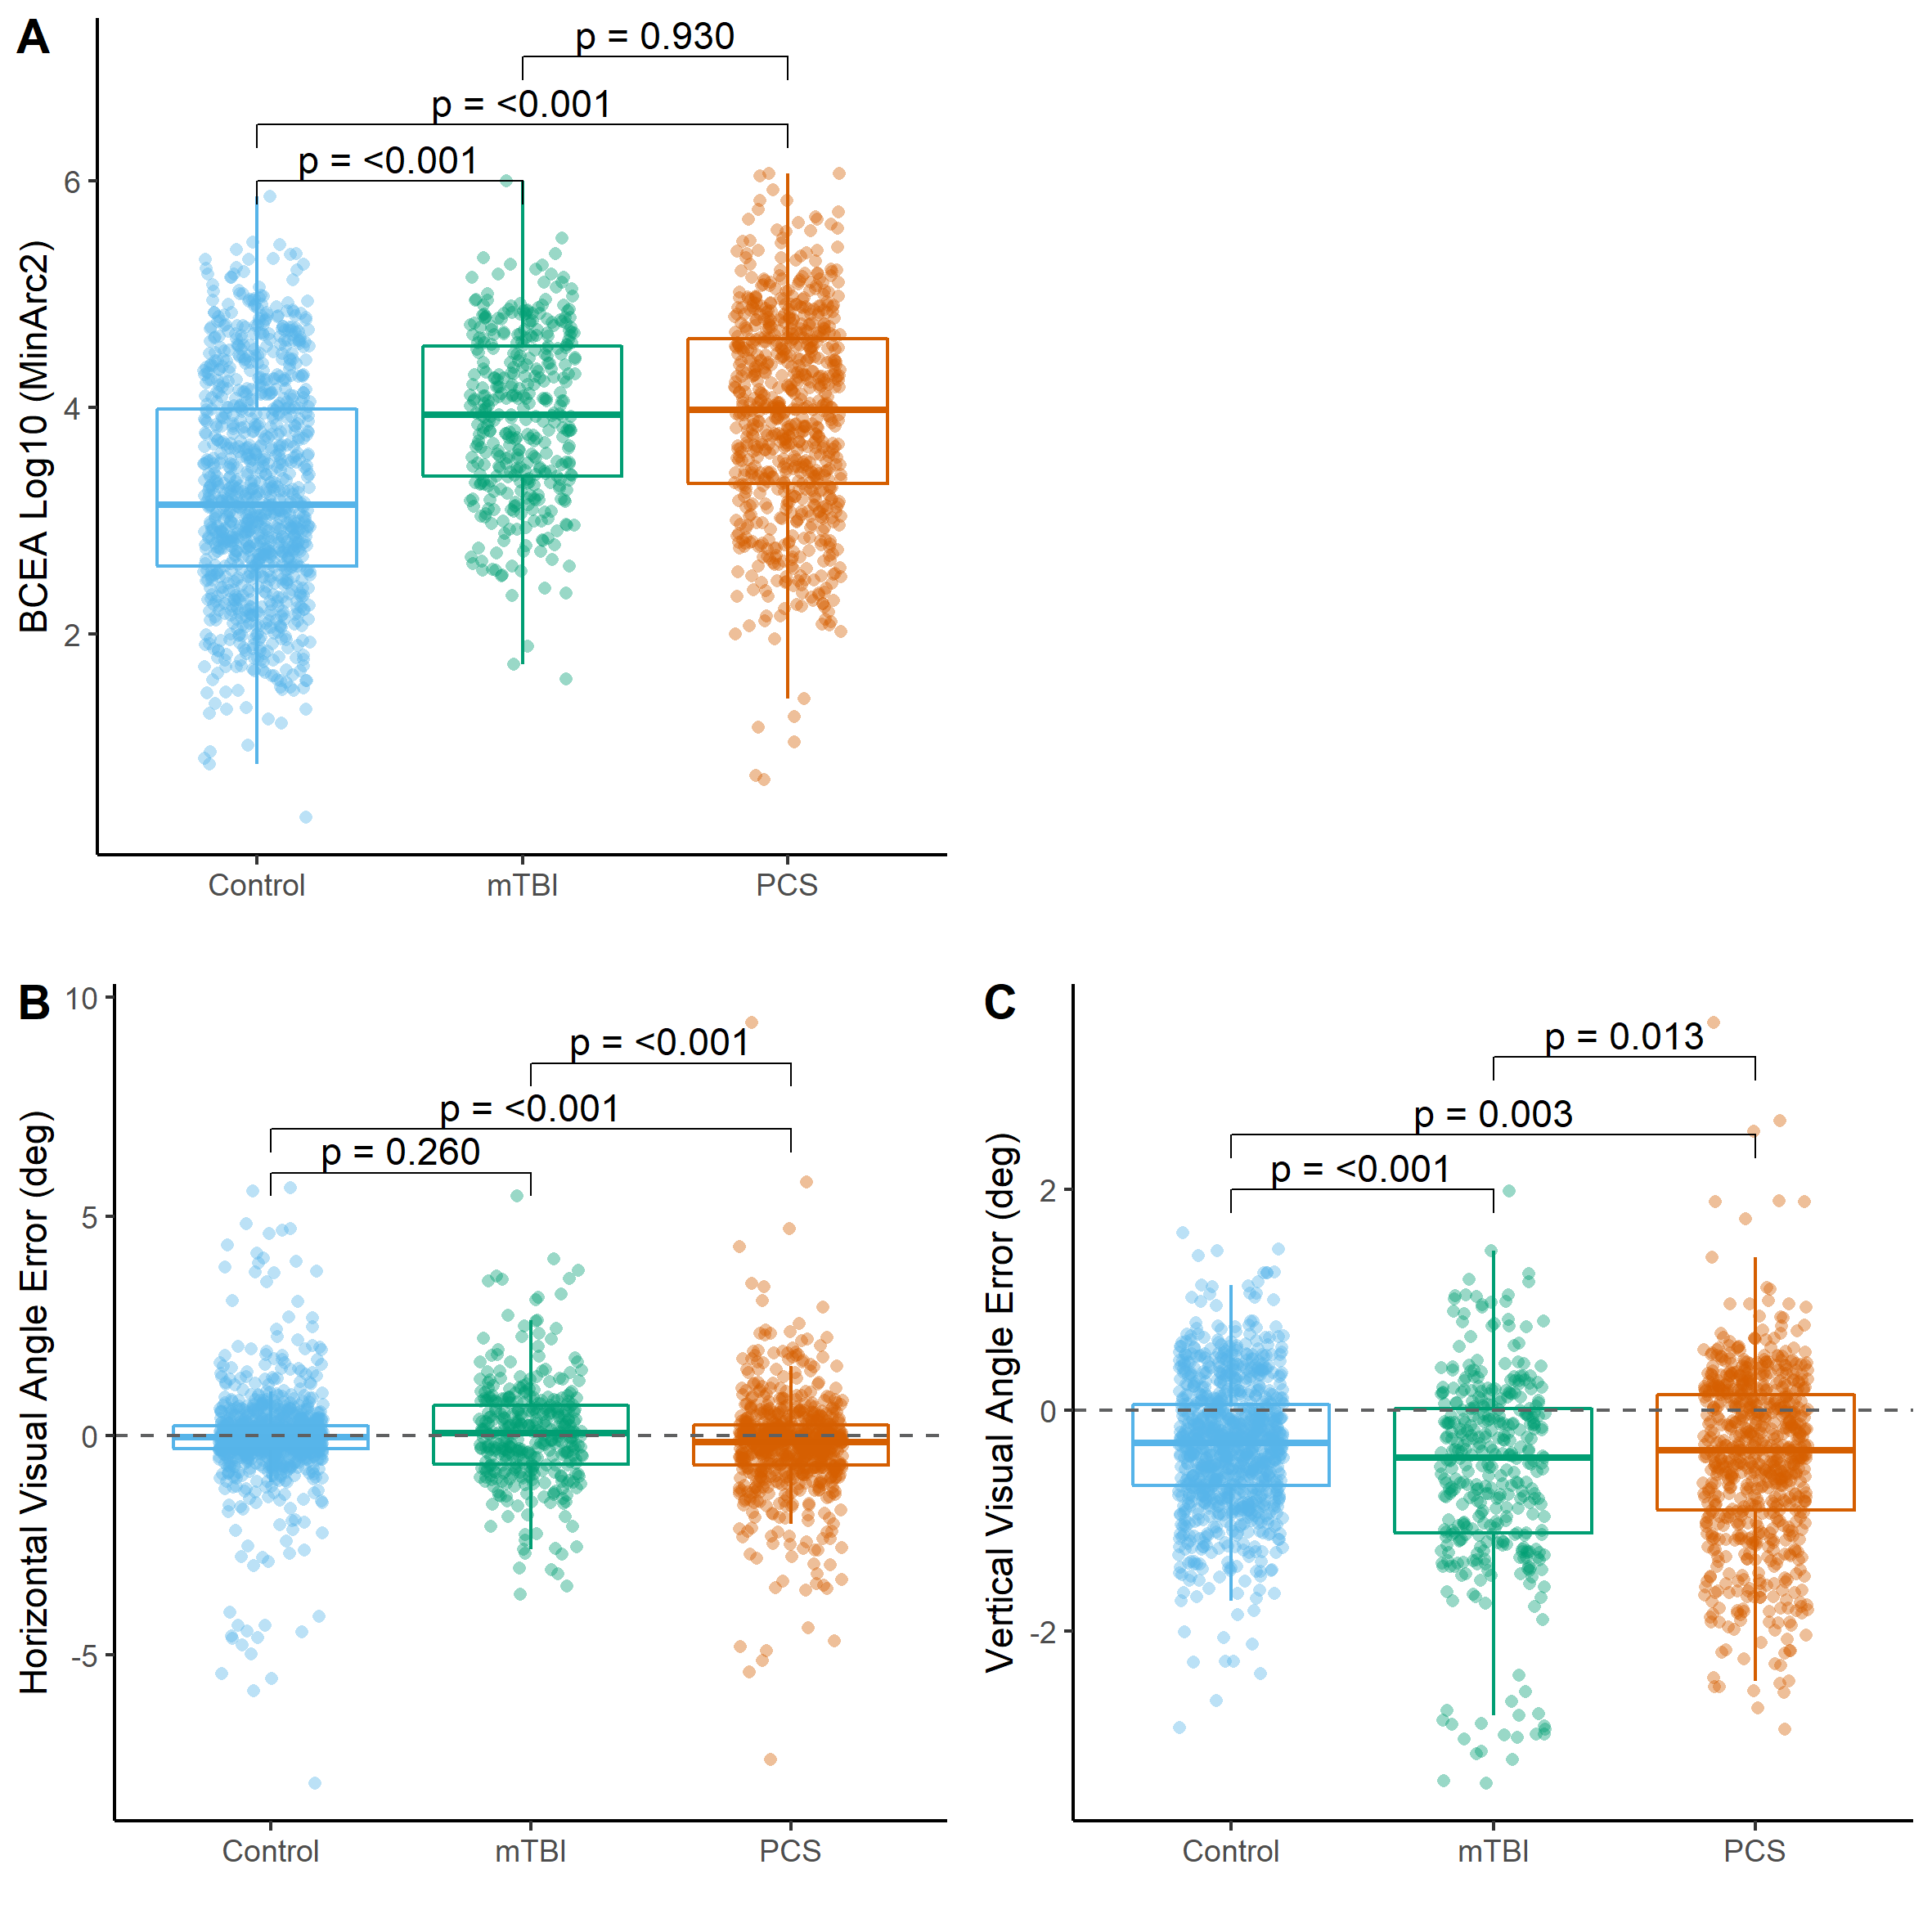 A
p = 0.930
p = <0.001
p = <0.001
BCEA Log10 (MinArc2)
6
4
2
Control mTBI PCS
B
10
5
0
-5
Horizontal Visual Angle Error (deg)
p = <0.001
p = <0.001
p = 0.260
Control mTBI PCS
C
2
0
-2
Vertical Visual Angle Error (deg)
p = 0.013
p = 0.003
p = <0.001
Control mTBI PCS